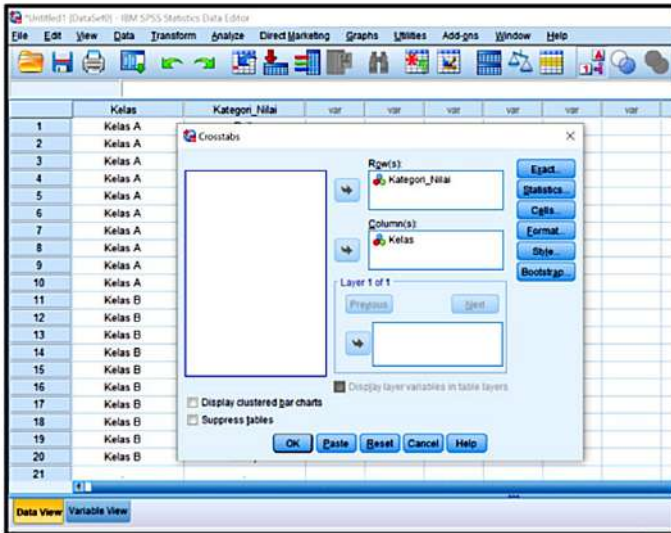 *Untitled1 [DataSet0] - IBM SPSS Statistics Data Editor
File Edit View Data Transform Analyze Direct Marketing Graphs Utilities Add-ons Window Help
Kelas Kategori_Nilai var var var var var var
1 Kelas A
2 Kelas A
3 Kelas A
4 Kelas A
5 Kelas A
6 Kelas A
7 Kelas A
8 Kelas A
9 Kelas A
10 Kelas A
11 Kelas B
12 Kelas B
13 Kelas B
14 Kelas B
15 Kelas B
16 Kelas B
17 Kelas B
18 Kelas B
19 Kelas B
20 Kelas B
21
Crosstabs
Row(s):
Kategori_Nilai
Column(s):
Kelas
Layer 1 of 1
Previous Next
Display layer variables in table layers
Exact...
Statistics...
Cells...
Format...
Style...
Bootstrap...
Display clustered bar charts
Suppress tables
OK Paste Reset Cancel Help
Data View Variable View